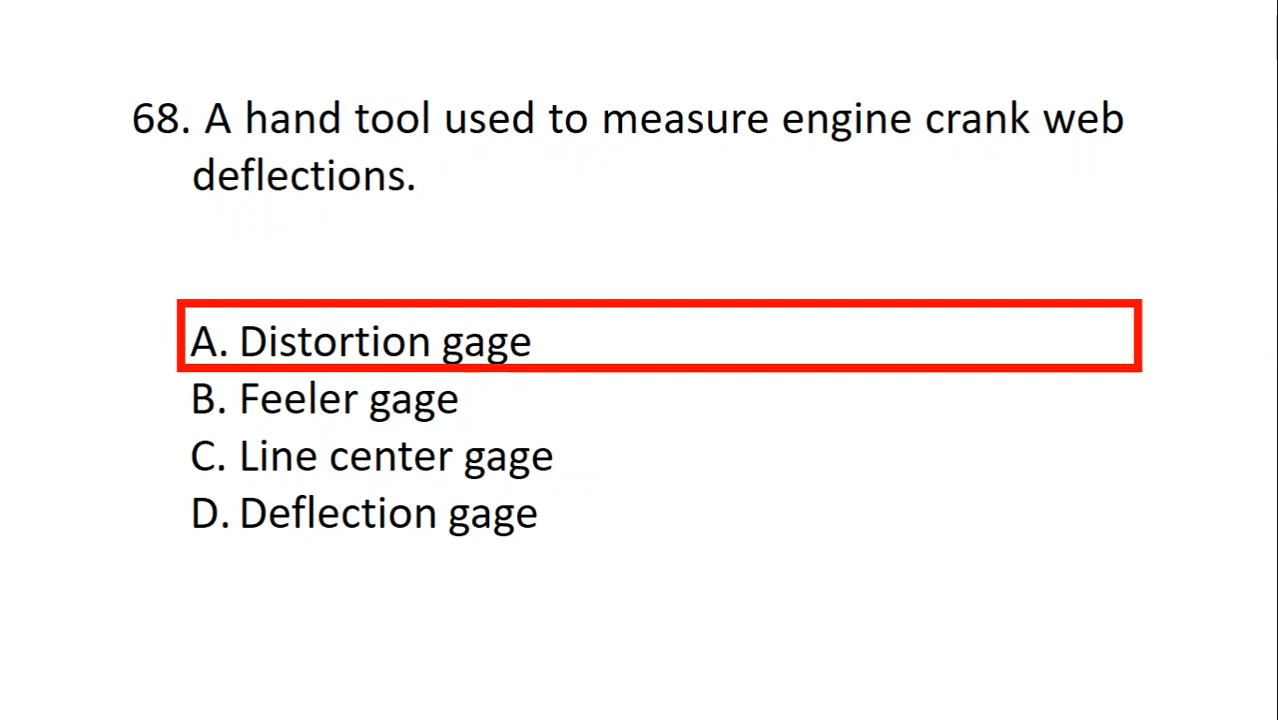 68. A hand tool used to measure engine crank web
deflections.
A. Distortion gage
B. Feeler gage
C. Line center gage
D. Deflection gage